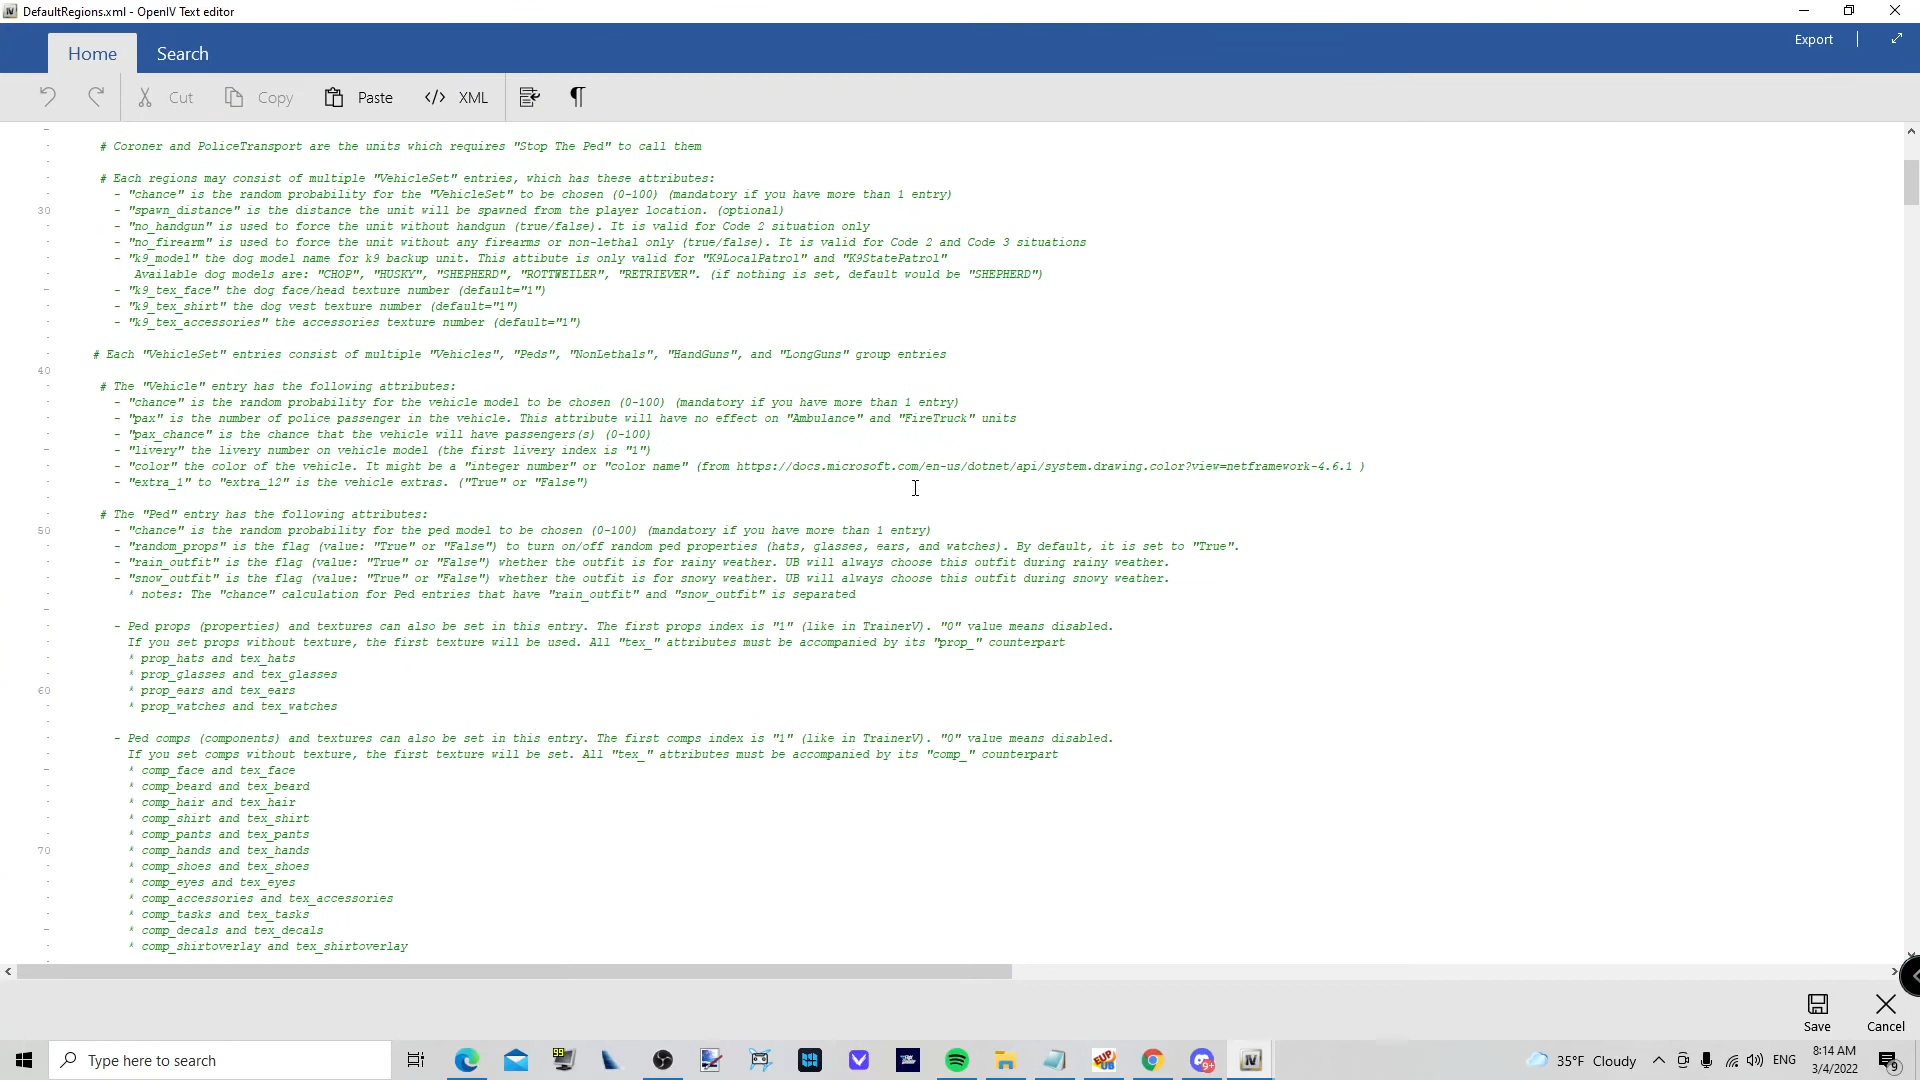 DefaultRegions.xml - OpenIV Text editor
Home
Search
Export
Cut
Copy
Paste
XML
# Coroner and PoliceTransport are the units which requires "Stop The Ped" to call them
# Each regions may consist of multiple "VehicleSet" entries, which has these attributes:
- "chance" is the random probability for the "VehicleSet" to be chosen (0-100) (mandatory if you have more than 1 entry)
30 - "spawn_distance" is the distance the unit will be spawned from the player location. (optional)
- "no_handgun" is used to force the unit without handgun (true/false). It is valid for Code 2 situation only
- "no_firearm" is used to force the unit without any firearms or non-lethal only (true/false). It is valid for Code 2 and Code 3 situations
- "k9_model" the dog model name for k9 backup unit. This attibute is only valid for "K9LocalPatrol" and "K9StatePatrol"
Available dog models are: "CHOP", "HUSKY", "SHEPHERD", "ROTTWEILER", "RETRIEVER". (if nothing is set, default would be "SHEPHERD")
- "k9_tex_face" the dog face/head texture number (default="1")
- "k9_tex_shirt" the dog vest texture number (default="1")
- "k9_tex_accessories" the accessories texture number (default="1")
# Each "VehicleSet" entries consist of multiple "Vehicles", "Peds", "NonLethals", "HandGuns", and "LongGuns" group entries
40
# The "Vehicle" entry has the following attributes:
- "chance" is the random probability for the vehicle model to be chosen (0-100) (mandatory if you have more than 1 entry)
- "pax" is the number of police passenger in the vehicle. This attribute will have no effect on "Ambulance" and "FireTruck" units
- "pax_chance" is the chance that the vehicle will have passengers(s) (0-100)
- "livery" the livery number on vehicle model (the first livery index is "1")
- "color" the color of the vehicle. It might be a "integer number" or "color name" (from https://docs.microsoft.com/en-us/dotnet/api/system.drawing.color?view=netframework-4.6.1 )
- "extra_1" to "extra_12" is the vehicle extras. ("True" or "False")
# The "Ped" entry has the following attributes:
50 - "chance" is the random probability for the ped model to be chosen (0-100) (mandatory if you have more than 1 entry)
- "random_props" is the flag (value: "True" or "False") to turn on/off random ped properties (hats, glasses, ears, and watches). By default, it is set to "True".
- "rain_outfit" is the flag (value: "True" or "False") whether the outfit is for rainy weather. UB will always choose this outfit during rainy weather.
- "snow_outfit" is the flag (value: "True" or "False") whether the outfit is for snowy weather. UB will always choose this outfit during snowy weather.
* notes: The "chance" calculation for Ped entries that have "rain_outfit" and "snow_outfit" is separated
- Ped props (properties) and textures can also be set in this entry. The first props index is "1" (like in TrainerV). "0" value means disabled.
If you set props without texture, the first texture will be used. All "tex_" attributes must be accompanied by its "prop_" counterpart
* prop_hats and tex_hats
* prop_glasses and tex_glasses
60 * prop_ears and tex_ears
* prop_watches and tex_watches
- Ped comps (components) and textures can also be set in this entry. The first comps index is "1" (like in TrainerV). "0" value means disabled.
If you set comps without texture, the first texture will be set. All "tex_" attributes must be accompanied by its "comp_" counterpart
* comp_face and tex_face
* comp_beard and tex_beard
* comp_hair and tex_hair
* comp_shirt and tex_shirt
* comp_pants and tex_pants
70 * comp_hands and tex_hands
* comp_shoes and tex_shoes
* comp_eyes and tex_eyes
* comp_accessories and tex_accessories
* comp_tasks and tex_tasks
* comp_decals and tex_decals
* comp_shirtoverlay and tex_shirtoverlay
Save
Cancel
Type here to search
99
EUP
UB
9+
IV
35°F Cloudy
ENG
8:14 AM
3/4/2022
9